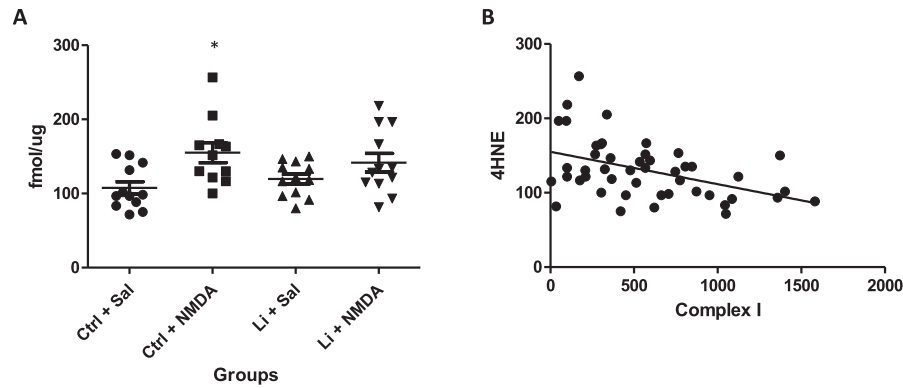 A
300
*
200
100
0
fmol/ug
Ctrl + Sal
Ctrl + NMDA
Li + Sal
Li + NMDA
Groups
B
300
200
100
0
4HNE
0 500 1000 1500 2000
Complex I